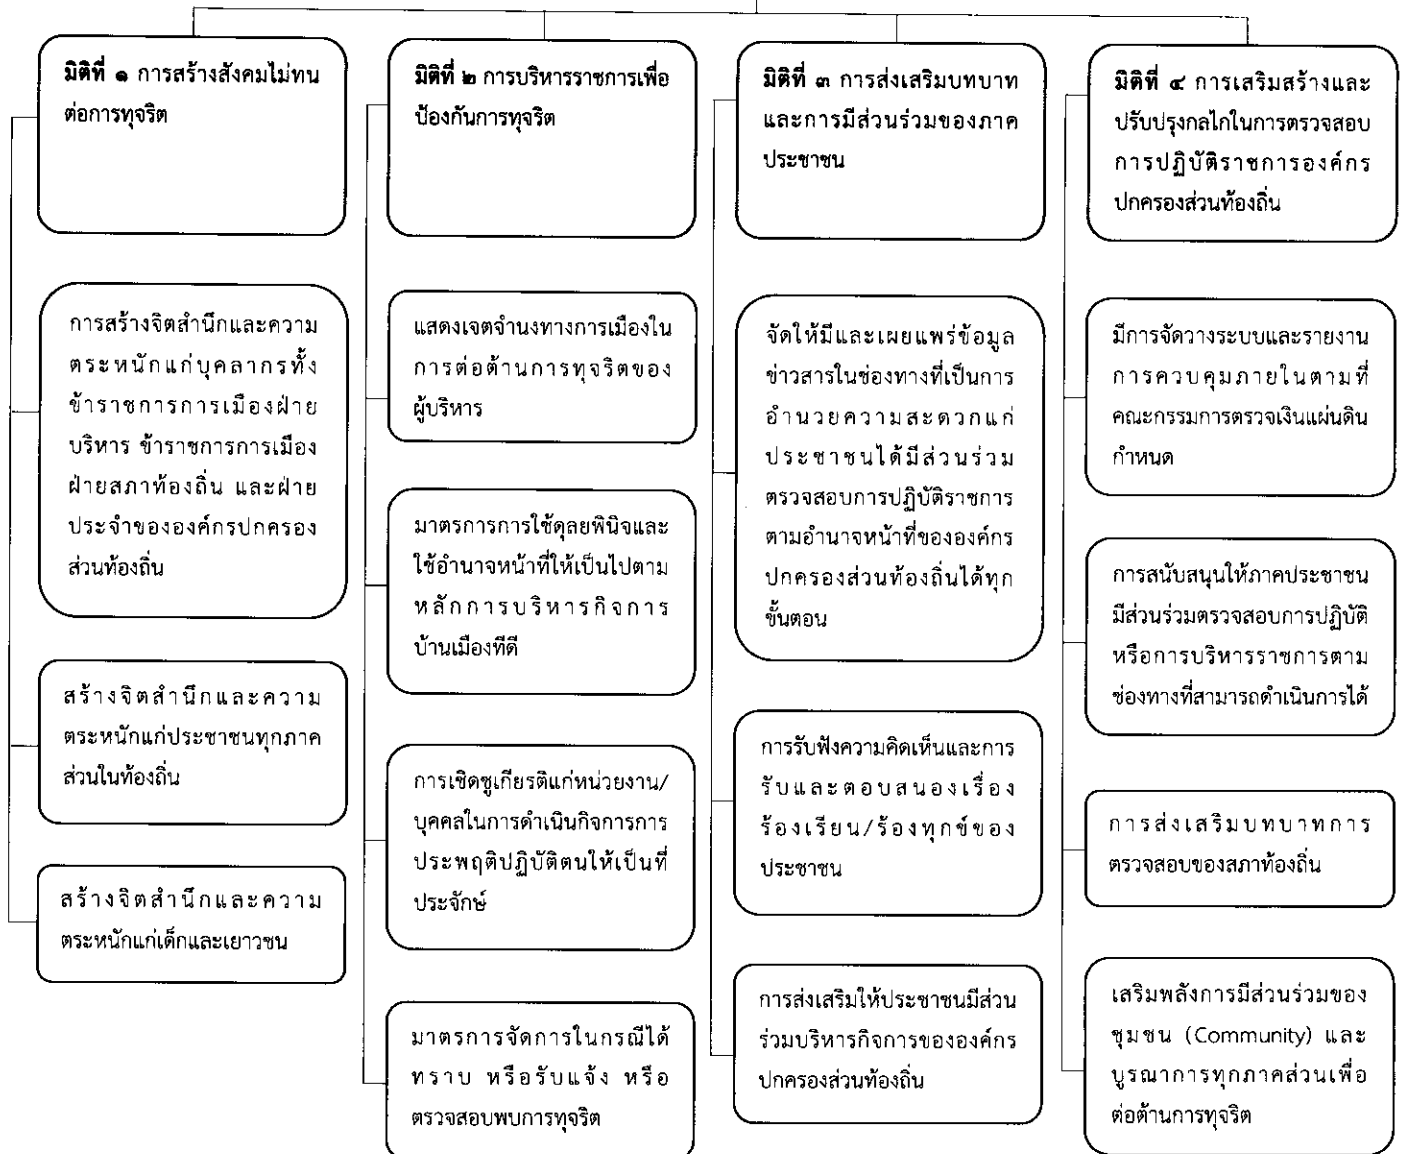 มิติที่ ๑ การสร้างสังคมไม่ทน
ต่อการทุจริต
การสร้างจิตสำนึกและความ
ตระหนักแก่บุคลากรทั้ง
ข้าราชการการเมืองฝ่าย
บริหาร ข้าราชการการเมือง
ฝ่ายสภาท้องถิ่น และฝ่าย
ประจำขององค์กรปกครอง
ส่วนท้องถิ่น
สร้างจิตสำนึกและความ
ตระหนักแก่ประชาชนทุกภาค
ส่วนในท้องถิ่น
สร้างจิตสำนึกและความ
ตระหนักแก่เด็กและเยาวชน
มิติที่ ๒ การบริหารราชการเพื่อ
ป้องกันการทุจริต
แสดงเจตจำนงทางการเมืองใน
การต่อต้านการทุจริตของ
ผู้บริหาร
มาตรการการใช้ดุลยพินิจและ
ใช้อำนาจหน้าที่ให้เป็นไปตาม
หลักการบริหารกิจการ
บ้านเมืองทีดี
การเชิดชูเกียรติแก่หน่วยงาน/
บุคคลในการดำเนินกิจการการ
ประพฤติปฏิบัติตนให้เป็นที่
ประจักษ์
มาตรการจัดการในกรณีได้
ทราบ หรือรับแจ้ง หรือ
ตรวจสอบพบการทุจริต
มิติที่ ๓ การส่งเสริมบทบาท
และการมีส่วนร่วมของภาค
ประชาชน
จัดให้มีและเผยแพร่ข้อมูล
ข่าวสารในช่องทางที่เป็นการ
อำนวยความสะดวกแก่
ประชาชนได้มีส่วนร่วม
ตรวจสอบการปฏิบัติราชการ
ตามอำนาจหน้าที่ขององค์กร
ปกครองส่วนท้องถิ่นได้ทุก
ขั้นตอน
การรับฟังความคิดเห็นและการ
รับและตอบสนองเรื่อง
ร้องเรียน/ร้องทุกข์ของ
ประชาชน
การส่งเสริมให้ประชาชนมีส่วน
ร่วมบริหารกิจการขององค์กร
ปกครองส่วนท้องถิ่น
มิติที่ ๔ การเสริมสร้างและ
ปรับปรุงกลไกในการตรวจสอบ
การปฏิบัติราชการองค์กร
ปกครองส่วนท้องถิ่น
มีการจัดวางระบบและรายงาน
การควบคุมภายในตามที่
คณะกรรมการตรวจเงินแผ่นดิน
กำหนด
การสนับสนุนให้ภาคประชาชน
มีส่วนร่วมตรวจสอบการปฏิบัติ
หรือการบริหารราชการตาม
ช่องทางที่สามารถดำเนินการได้
การส่งเสริมบทบาทการ
ตรวจสอบของสภาท้องถิ่น
เสริมพลังการมีส่วนร่วมของ
ชุมชน (Community) และ
บูรณาการทุกภาคส่วนเพื่อ
ต่อต้านการทุจริต